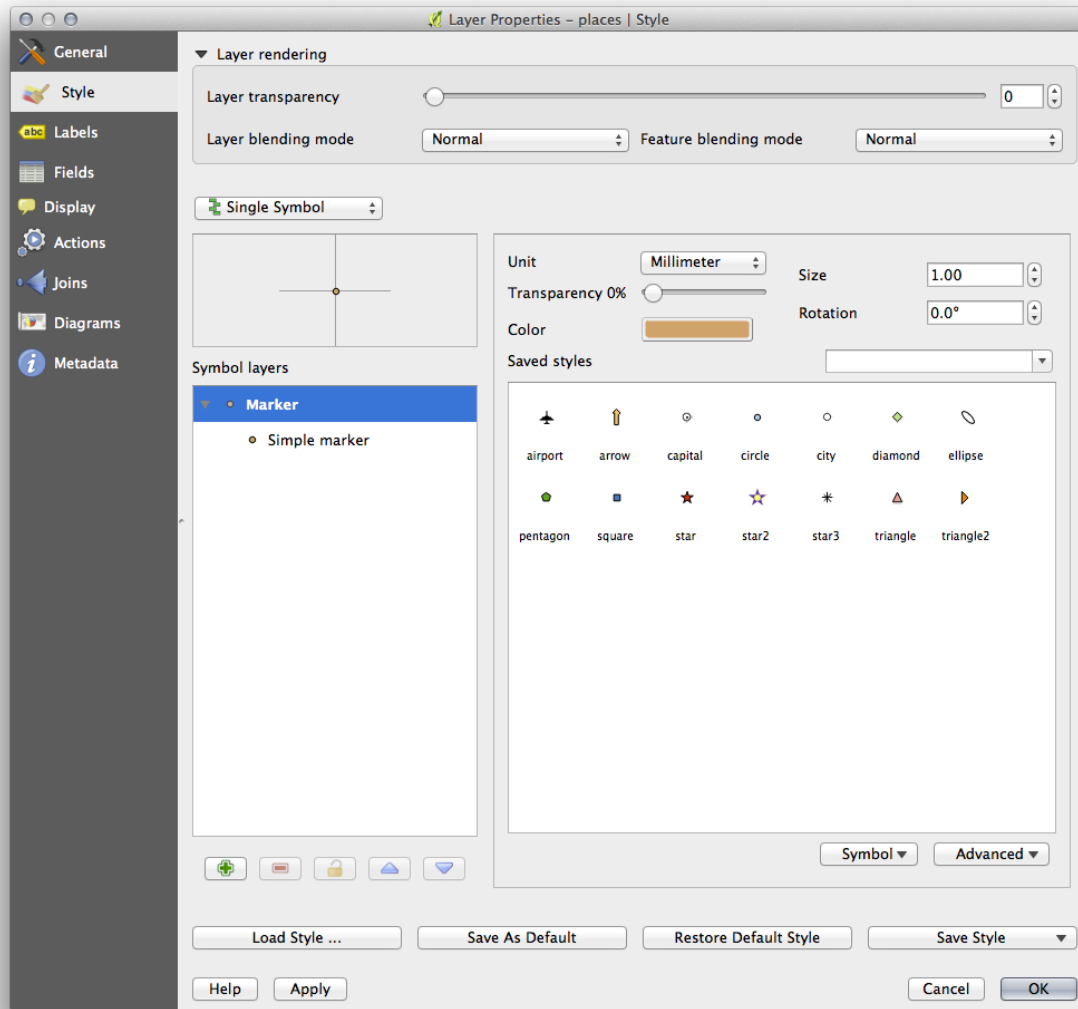 Layer Properties – places | Style
General
Style
abc Labels
Fields
Display
Actions
Joins
Diagrams
i Metadata
Layer rendering
Layer transparency 0
Layer blending mode Normal Feature blending mode Normal
Single Symbol
Unit Millimeter Size 1.00
Transparency 0%
Rotation 0.0°
Color
Saved styles
Symbol layers
Marker
Simple marker
airport arrow capital circle city diamond ellipse
pentagon square star star2 star3 triangle triangle2
Symbol Advanced
Load Style ... Save As Default Restore Default Style Save Style
Help Apply Cancel OK